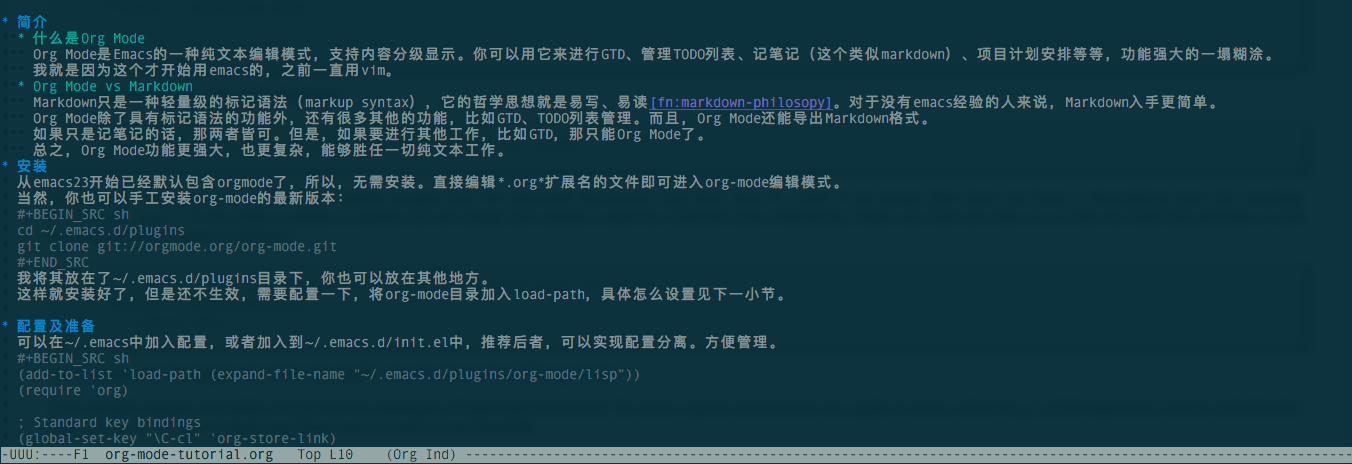 * 简介
* 什么是Org Mode
Org Mode是Emacs的一种纯文本编辑模式，支持内容分级显示。你可以用它来进行GTD、管理TODO列表、记笔记（这个类似markdown）、项目计划安排等等，功能强大的一塌糊涂。
我就是因为这个才开始用emacs的，之前一直用vim。
* Org Mode vs Markdown
Markdown只是一种轻量级的标记语法（markup syntax），它的哲学思想就是易写、易读[fn:markdown-philosopy]。对于没有emacs经验的人来说，Markdown入手更简单。
Org Mode除了具有标记语法的功能外，还有很多其他的功能，比如GTD、TODO列表管理。而且，Org Mode还能导出Markdown格式。
如果只是记笔记的话，那两者皆可。但是，如果要进行其他工作，比如GTD，那只能Org Mode了。
总之，Org Mode功能更强大，也更复杂，能够胜任一切纯文本工作。
* 安装
从emacs23开始已经默认包含orgmode了，所以，无需安装。直接编辑*.org*扩展名的文件即可进入org-mode编辑模式。
当然，你也可以手工安装org-mode的最新版本：
#+BEGIN_SRC sh
cd ~/.emacs.d/plugins
git clone git://orgmode.org/org-mode.git
#+END_SRC
我将其放在了~/.emacs.d/plugins目录下，你也可以放在其他地方。
这样就安装好了，但是还不生效，需要配置一下，将org-mode目录加入load-path，具体怎么设置见下一小节。
* 配置及准备
可以在~/.emacs中加入配置，或者加入到~/.emacs.d/init.el中，推荐后者，可以实现配置分离。方便管理。
#+BEGIN_SRC sh
(add-to-list 'load-path (expand-file-name "~/.emacs.d/plugins/org-mode/lisp"))
(require 'org)
; Standard key bindings
(global-set-key "\C-cl" 'org-store-link)
-UUU:----F1  org-mode-tutorial.org   Top L10    (Org Ind) ----------------------------------------